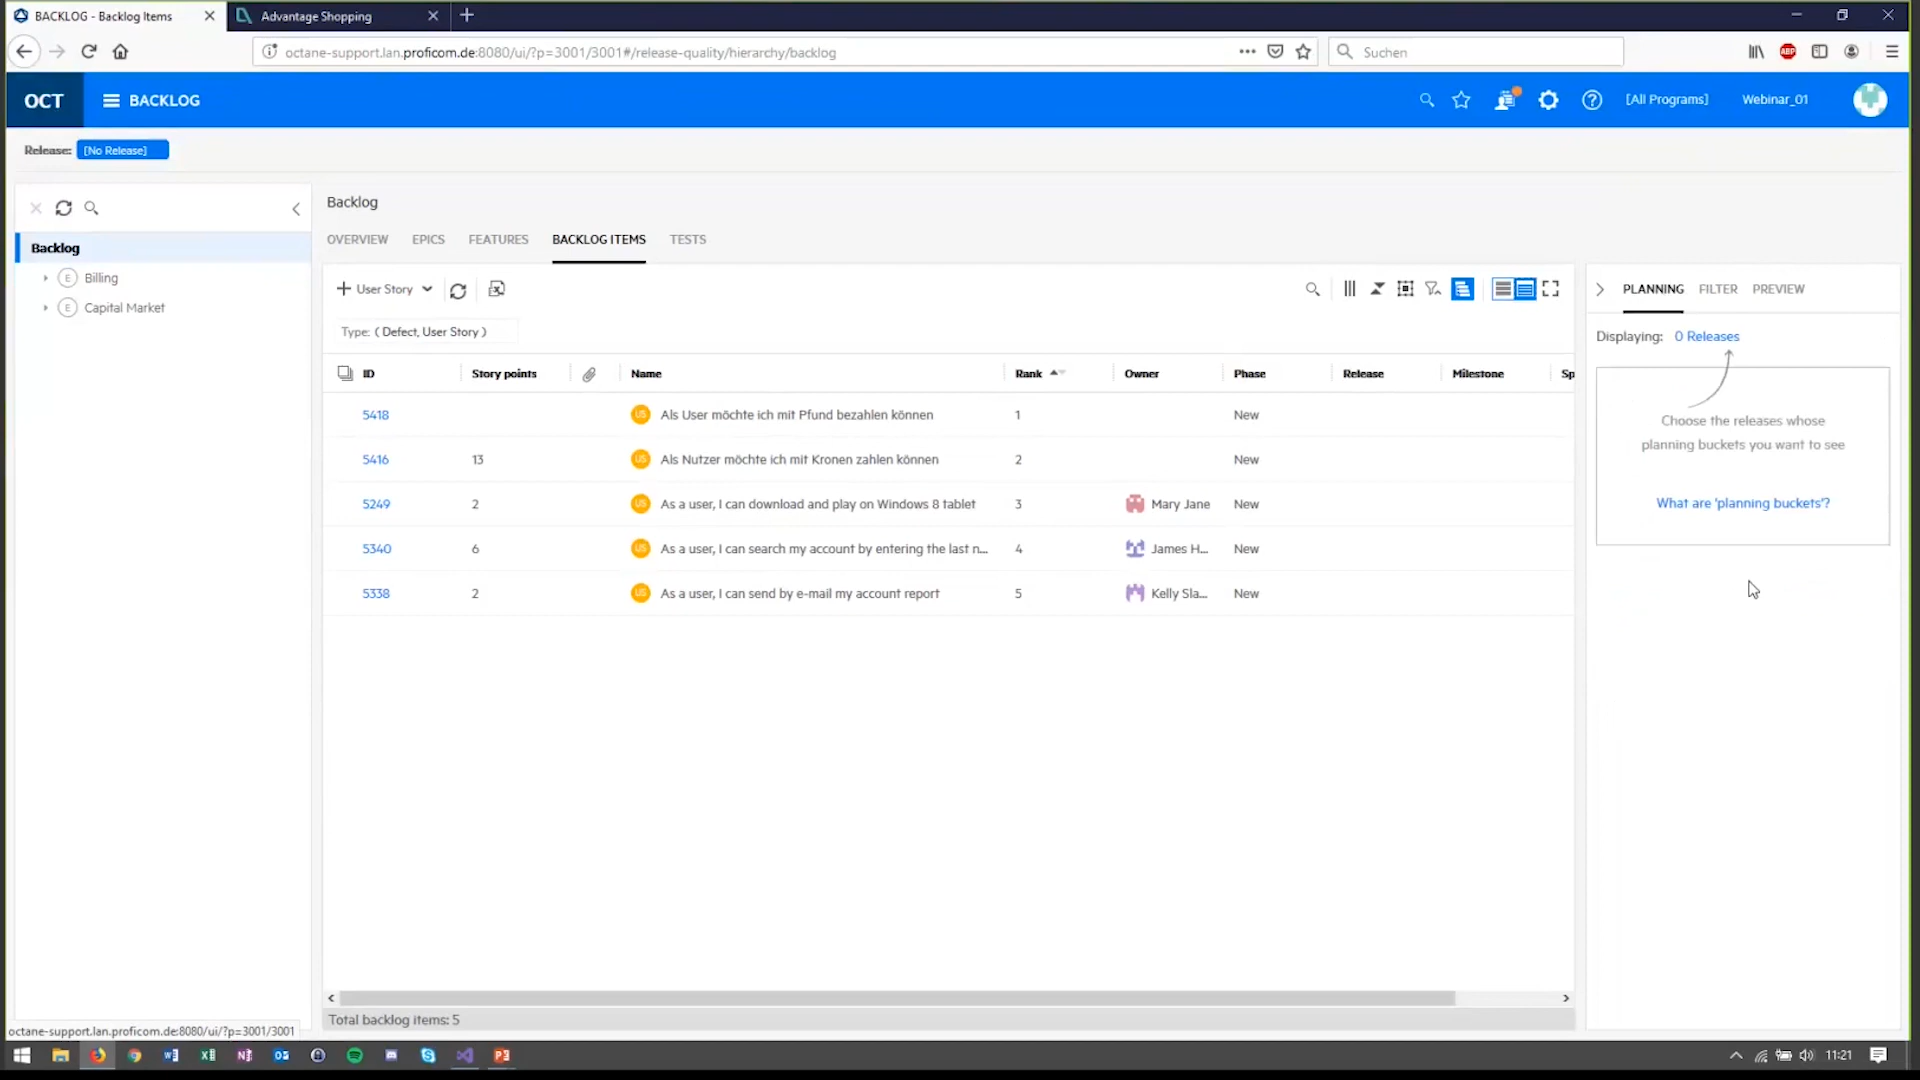 BACKLOG - Backlog Items
Advantage Shopping
octane-support.lan.proficom.de:8080/ui/?p=3001/3001#/release-quality/hierarchy/backlog
Suchen
OCT
BACKLOG
[All Programs]
Webinar_01
Release: [No Release]
Backlog
Billing
Capital Market
Backlog
OVERVIEW EPICS FEATURES BACKLOG ITEMS TESTS
+ User Story
Type: ( Defect, User Story )
ID Story points Name Rank Owner Phase Release Milestone Sp
5418 US Als User möchte ich mit Pfund bezahlen können 1 New
5416 13 US Als Nutzer möchte ich mit Kronen zahlen können 2 New
5249 2 US As a user, I can download and play on Windows 8 tablet 3 Mary Jane New
5340 6 US As a user, I can search my account by entering the last n... 4 James H... New
5338 2 US As a user, I can send by e-mail my account report 5 Kelly Sla... New
PLANNING FILTER PREVIEW
Displaying: 0 Releases
Choose the releases whose
planning buckets you want to see
What are 'planning buckets'?
Total backlog items: 5
octane-support.lan.proficom.de:8080/ui/?p=3001/3001
11:21